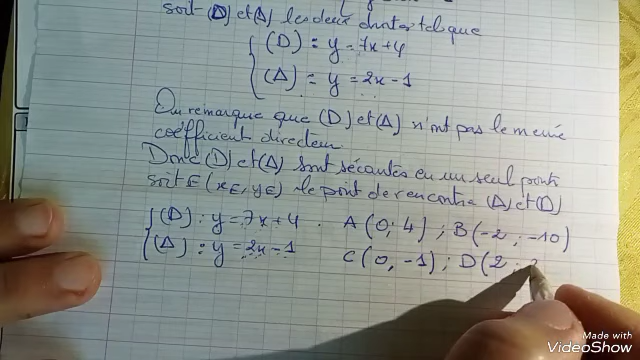 soit (D) et (Δ) les deux droites tel que
(D) : y = 7x+4
(Δ) = y = 2x-1
On remarque que (D) et (Δ) n'ont pas le même
coefficient directeur
Donc (D) et (Δ) sont sécantes en un seul point
soit E(xE, yE) le point de rencontre (Δ) et (D)
(D) : y = 7x+4 . A(0; 4) ; B(-2 ; -10)
(Δ) : y = 2x-1 C(0, -1) ; D(2 ;
Made with
VideoShow